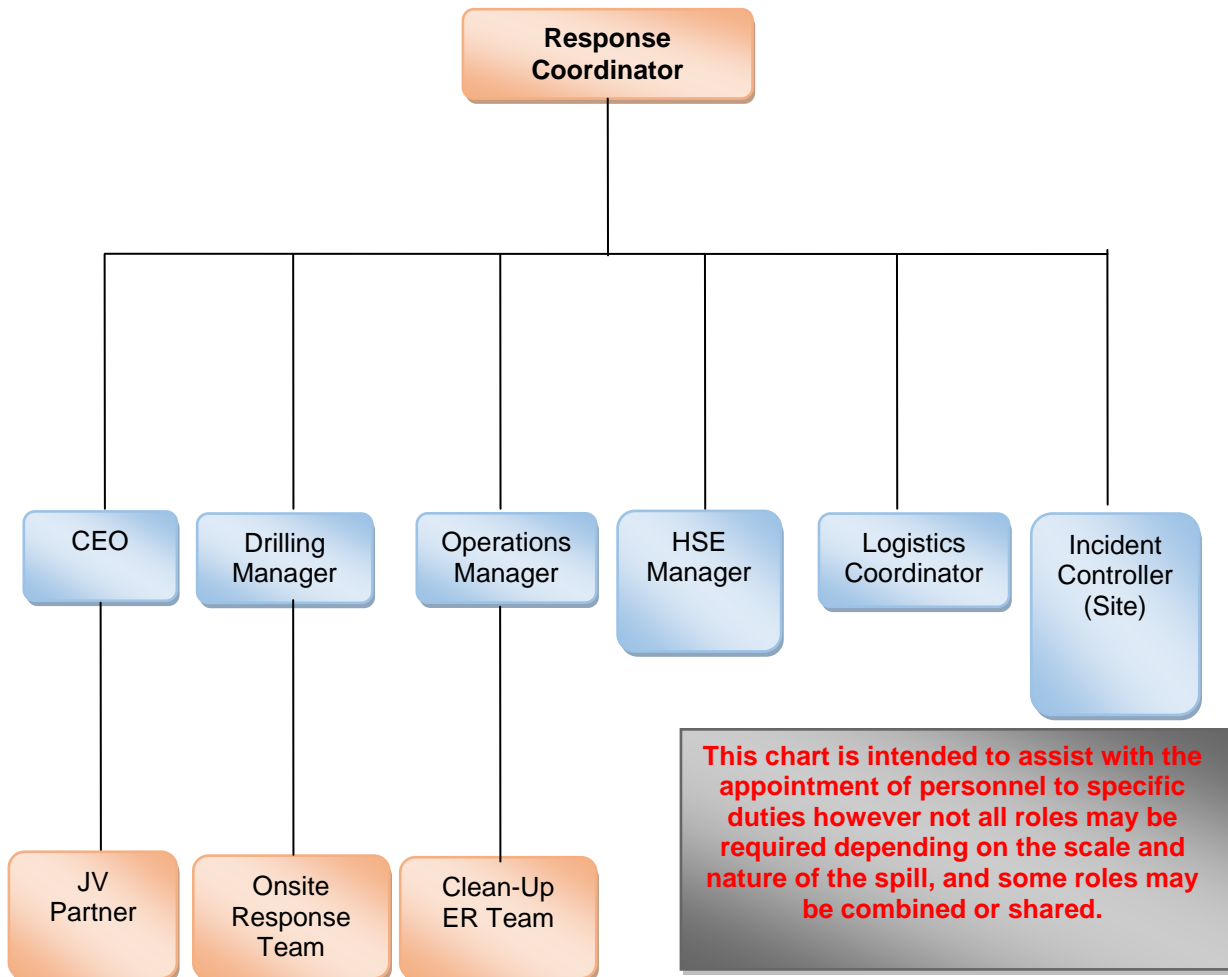 Response
Coordinator
CEO
Drilling
Manager
Operations
Manager
HSE
Manager
Logistics
Coordinator
Incident
Controller
(Site)
This chart is intended to assist with the
appointment of personnel to specific
duties however not all roles may be
required depending on the scale and
nature of the spill, and some roles may
be combined or shared.
JV
Partner
Onsite
Response
Team
Clean-Up
ER Team